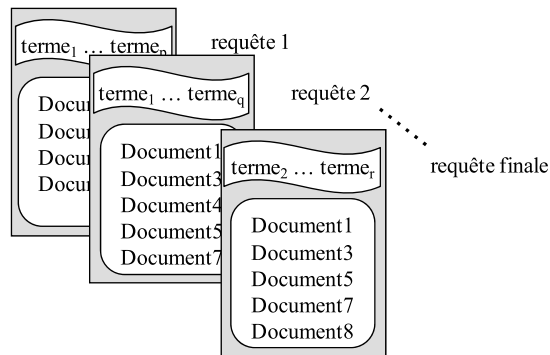 terme1 … termep
requête 1
terme1 … termeq
requête 2
Document1
Document3
Document4
Document5
Document7
terme2 … termer
requête finale
Document1
Document3
Document5
Document7
Document8